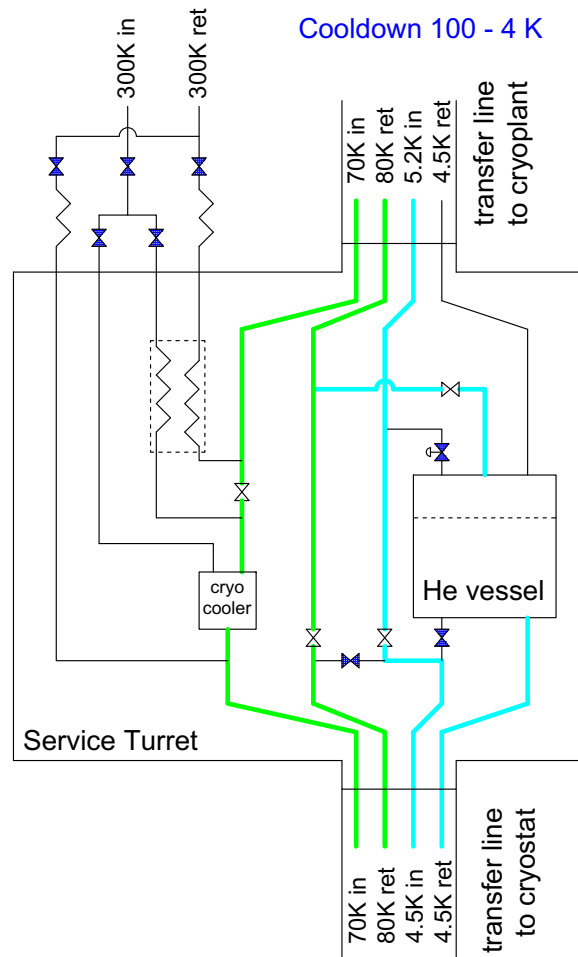 Cooldown 100 - 4 K
300K in
300K ret
70K in
80K ret
5.2K in
4.5K ret
transfer line
to cryoplant
cryo
cooler
He vessel
Service Turret
70K in
80K ret
4.5K in
4.5K ret
transfer line
to cryostat